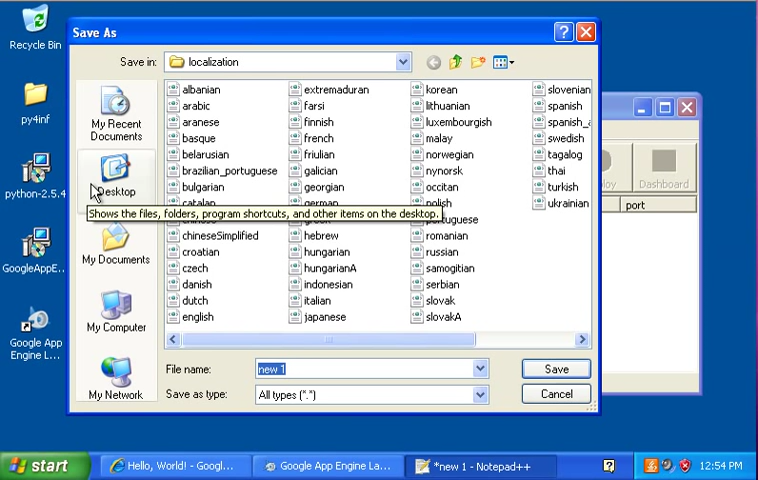 Save As
Recycle Bin
Save in:
localization
py4inf
python-2.5.4
GoogleAppE...
Google App
Engine L...
My Recent
Documents
Desktop
My Documents
My Computer
My Network
albanian
arabic
aranese
basque
belarusian
brazilian_portuguese
bulgarian
catalan
chineseSimplified
croatian
czech
danish
dutch
english
extremaduran
farsi
finnish
french
friulian
galician
georgian
german
hebrew
hungarian
hungarianA
indonesian
italian
japanese
korean
lithuanian
luxembourgish
malay
norwegian
nynorsk
occitan
polish
portuguese
romanian
russian
samogitian
serbian
slovak
slovakA
slovenian
spanish
spanish_a
swedish
tagalog
thai
turkish
ukrainian
Shows the files, folders, program shortcuts, and other items on the desktop.
File name:
new 1
Save
Save as type:
All types (*.*)
Cancel
Dashboard
port
start
Hello, World! - Googl...
Google App Engine La...
*new 1 - Notepad++
12:54 PM